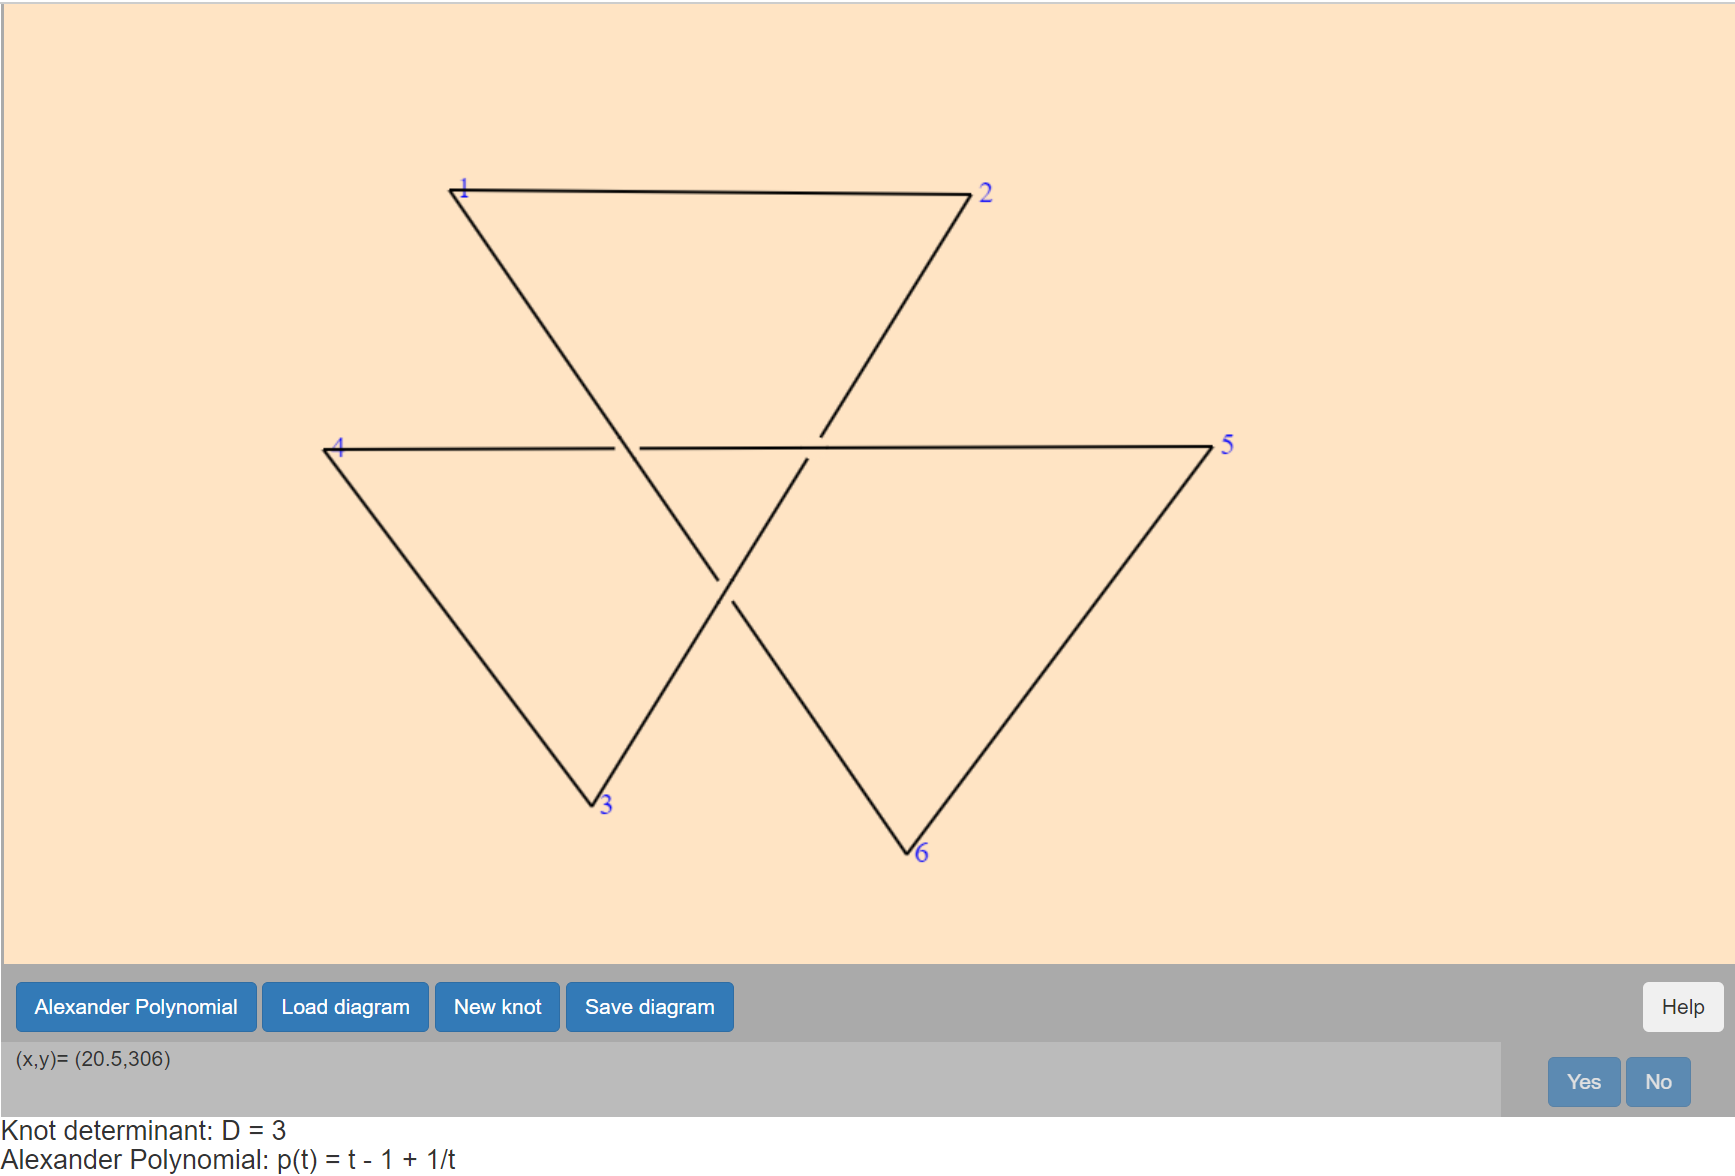 1
2
4
5
3
6
Alexander Polynomial Load diagram New knot Save diagram Help
(x,y)= (20.5,306)
Yes No
Knot determinant: D = 3
Alexander Polynomial: p(t) = t - 1 + 1/t